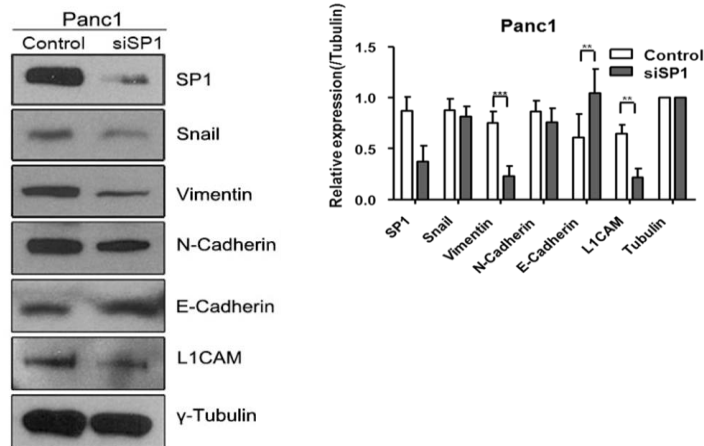 Panc1
Control siSP1
SP1
Snail
Vimentin
N-Cadherin
E-Cadherin
L1CAM
γ-Tubulin
Panc1
Relative expression(/Tubulin)
1.5
1.0
0.5
0.0
***
**
**
Control
siSP1
SP1
Snail
Vimentin
N-Cadherin
E-Cadherin
L1CAM
Tubulin